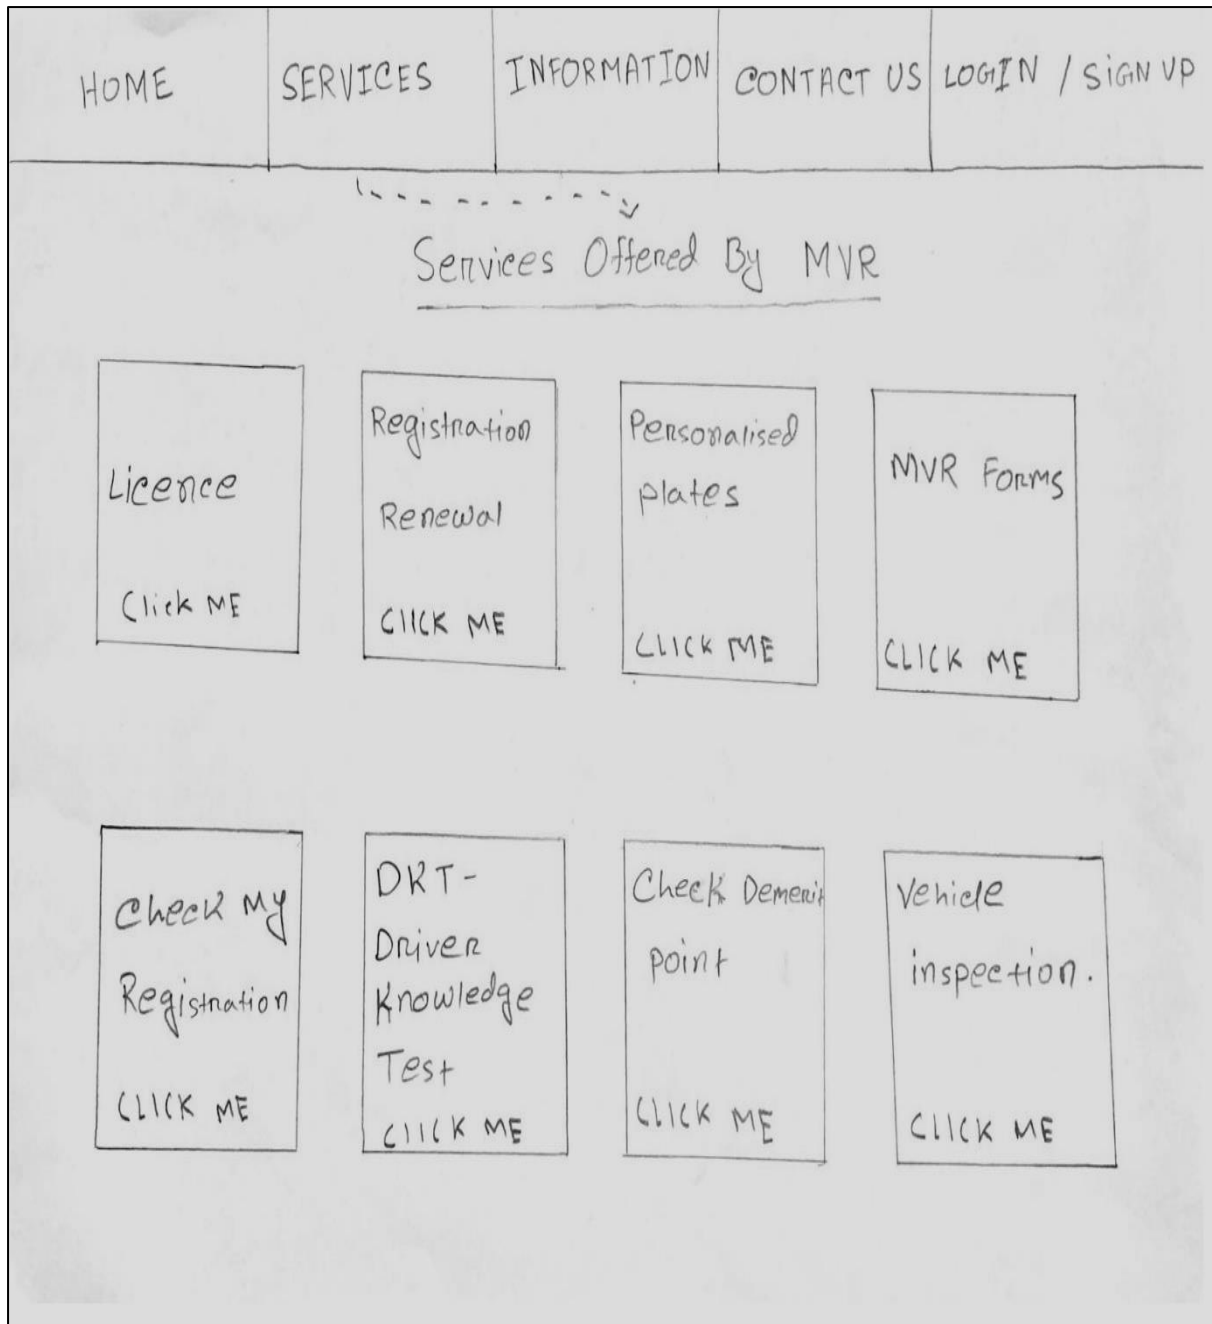 HOME SERVICES INFORMATION CONTACT US LOGIN / SIGN UP
Services Offered By MVR
Licence
Click ME
Registration
Renewal
ClICK ME
Personalised
plates
CLICK ME
MVR FORMS
CLICK ME
Check My
Registration
CLICK ME
DKT-
Driver
Knowledge
Test
ClICK ME
Check Demerit
point
CLICK ME
Vehicle
inspection.
CLICK ME